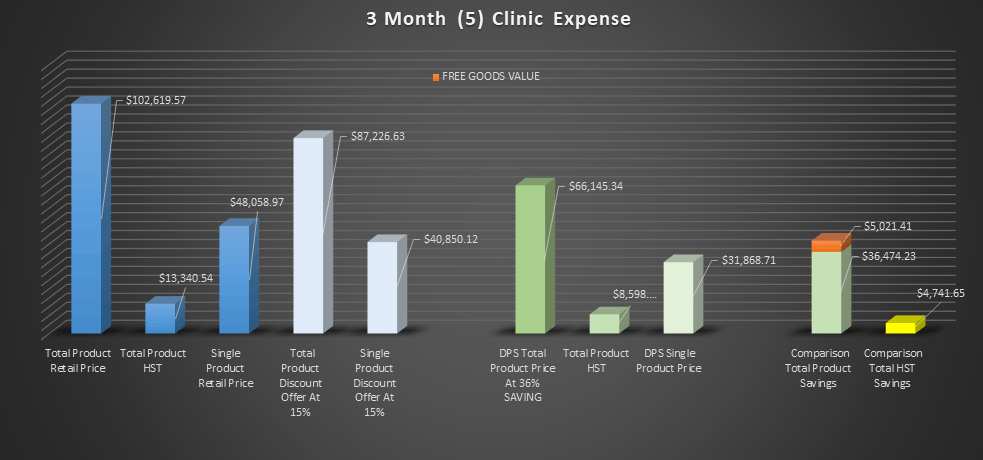 3 Month (5) Clinic Expense
FREE GOODS VALUE
$102,619.57
$13,340.54
$48,058.97
$87,226.63
$40,850.12
$66,145.34
$8,598....
$31,868.71
$5,021.41
$36,474.23
$4,741.65
Total Product
Retail Price
Total Product
HST
Single
Product
Retail Price
Total
Product
Discount
Offer At
15%
Single
Product
Discount
Offer At
15%
DPS Total
Product Price
At 36%
SAVING
Total Product
HST
DPS Single
Product Price
Comparison
Total Product
Savings
Comparison
Total HST
Savings